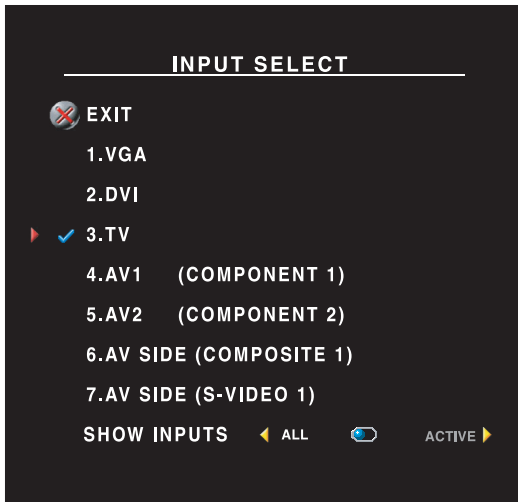 INPUT SELECT
EXIT
1.VGA
2.DVI
3.TV
4.AV1 (COMPONENT 1)
5.AV2 (COMPONENT 2)
6.AV SIDE (COMPOSITE 1)
7.AV SIDE (S-VIDEO 1)
SHOW INPUTS ALL ACTIVE